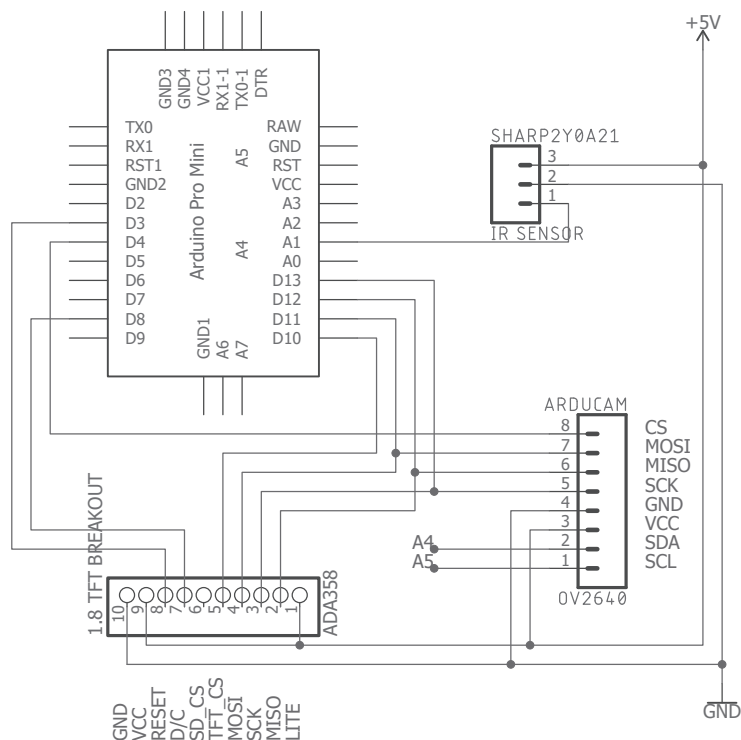 +5V
GND3
GND4
VCC1
RX1-1
TX0-1
DTR
TX0
RX1
RST1
GND2
D2
D3
D4
D5
D6
D7
D8
D9
Arduino Pro Mini
A5
A4
RAW
GND
RST
VCC
A3
A2
A1
A0
D13
D12
D11
D10
GND1
A6
A7
SHARP2Y0A21
3
2
1
IR SENSOR
ARDUCAM
8 CS
7 MOSI
6 MISO
5 SCK
4 GND
3 VCC
A4 2 SDA
A5 1 SCL
OV2640
1.8 TFT BREAKOUT
10
9
8
7
6
5
4
3
2
1
ADA358
GND
VCC
RESET
D/C
SD_CS
TFT_CS
MOSI
SCK
MISO
LITE
GND